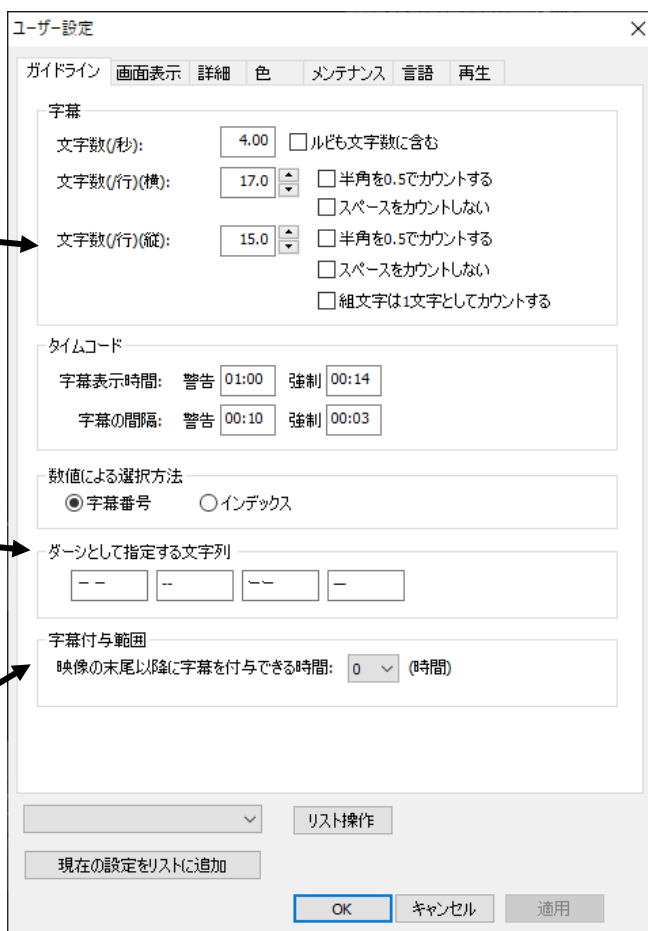 ユーザー設定
ガイドライン 画面表示 詳細 色 メンテナンス 言語 再生
字幕
文字数(/秒): 4.00 ルビも文字数に含む
文字数(/行)(横): 17.0 半角を0.5でカウントする
スペースをカウントしない
文字数(/行)(縦): 15.0 半角を0.5でカウントする
スペースをカウントしない
組文字は1文字としてカウントする
タイムコード
字幕表示時間: 警告 01:00 強制 00:14
字幕の間隔: 警告 00:10 強制 00:03
数値による選択方法
字幕番号 インデックス
ダーシとして指定する文字列
－－ -- ―― ―
字幕付与範囲
映像の末尾以降に字幕を付与できる時間: 0 (時間)
リスト操作
現在の設定をリストに追加
OK キャンセル 適用